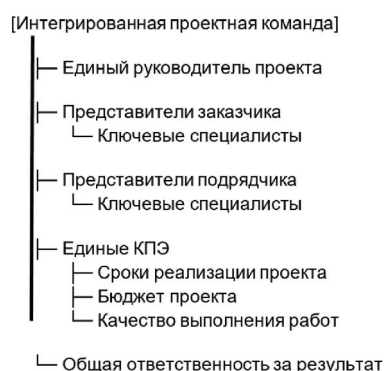 [Интегрированная проектная команда]
Единый руководитель проекта
Представители заказчика
Ключевые специалисты
Представители подрядчика
Ключевые специалисты
Единые КПЭ
Сроки реализации проекта
Бюджет проекта
Качество выполнения работ
Общая ответственность за результат